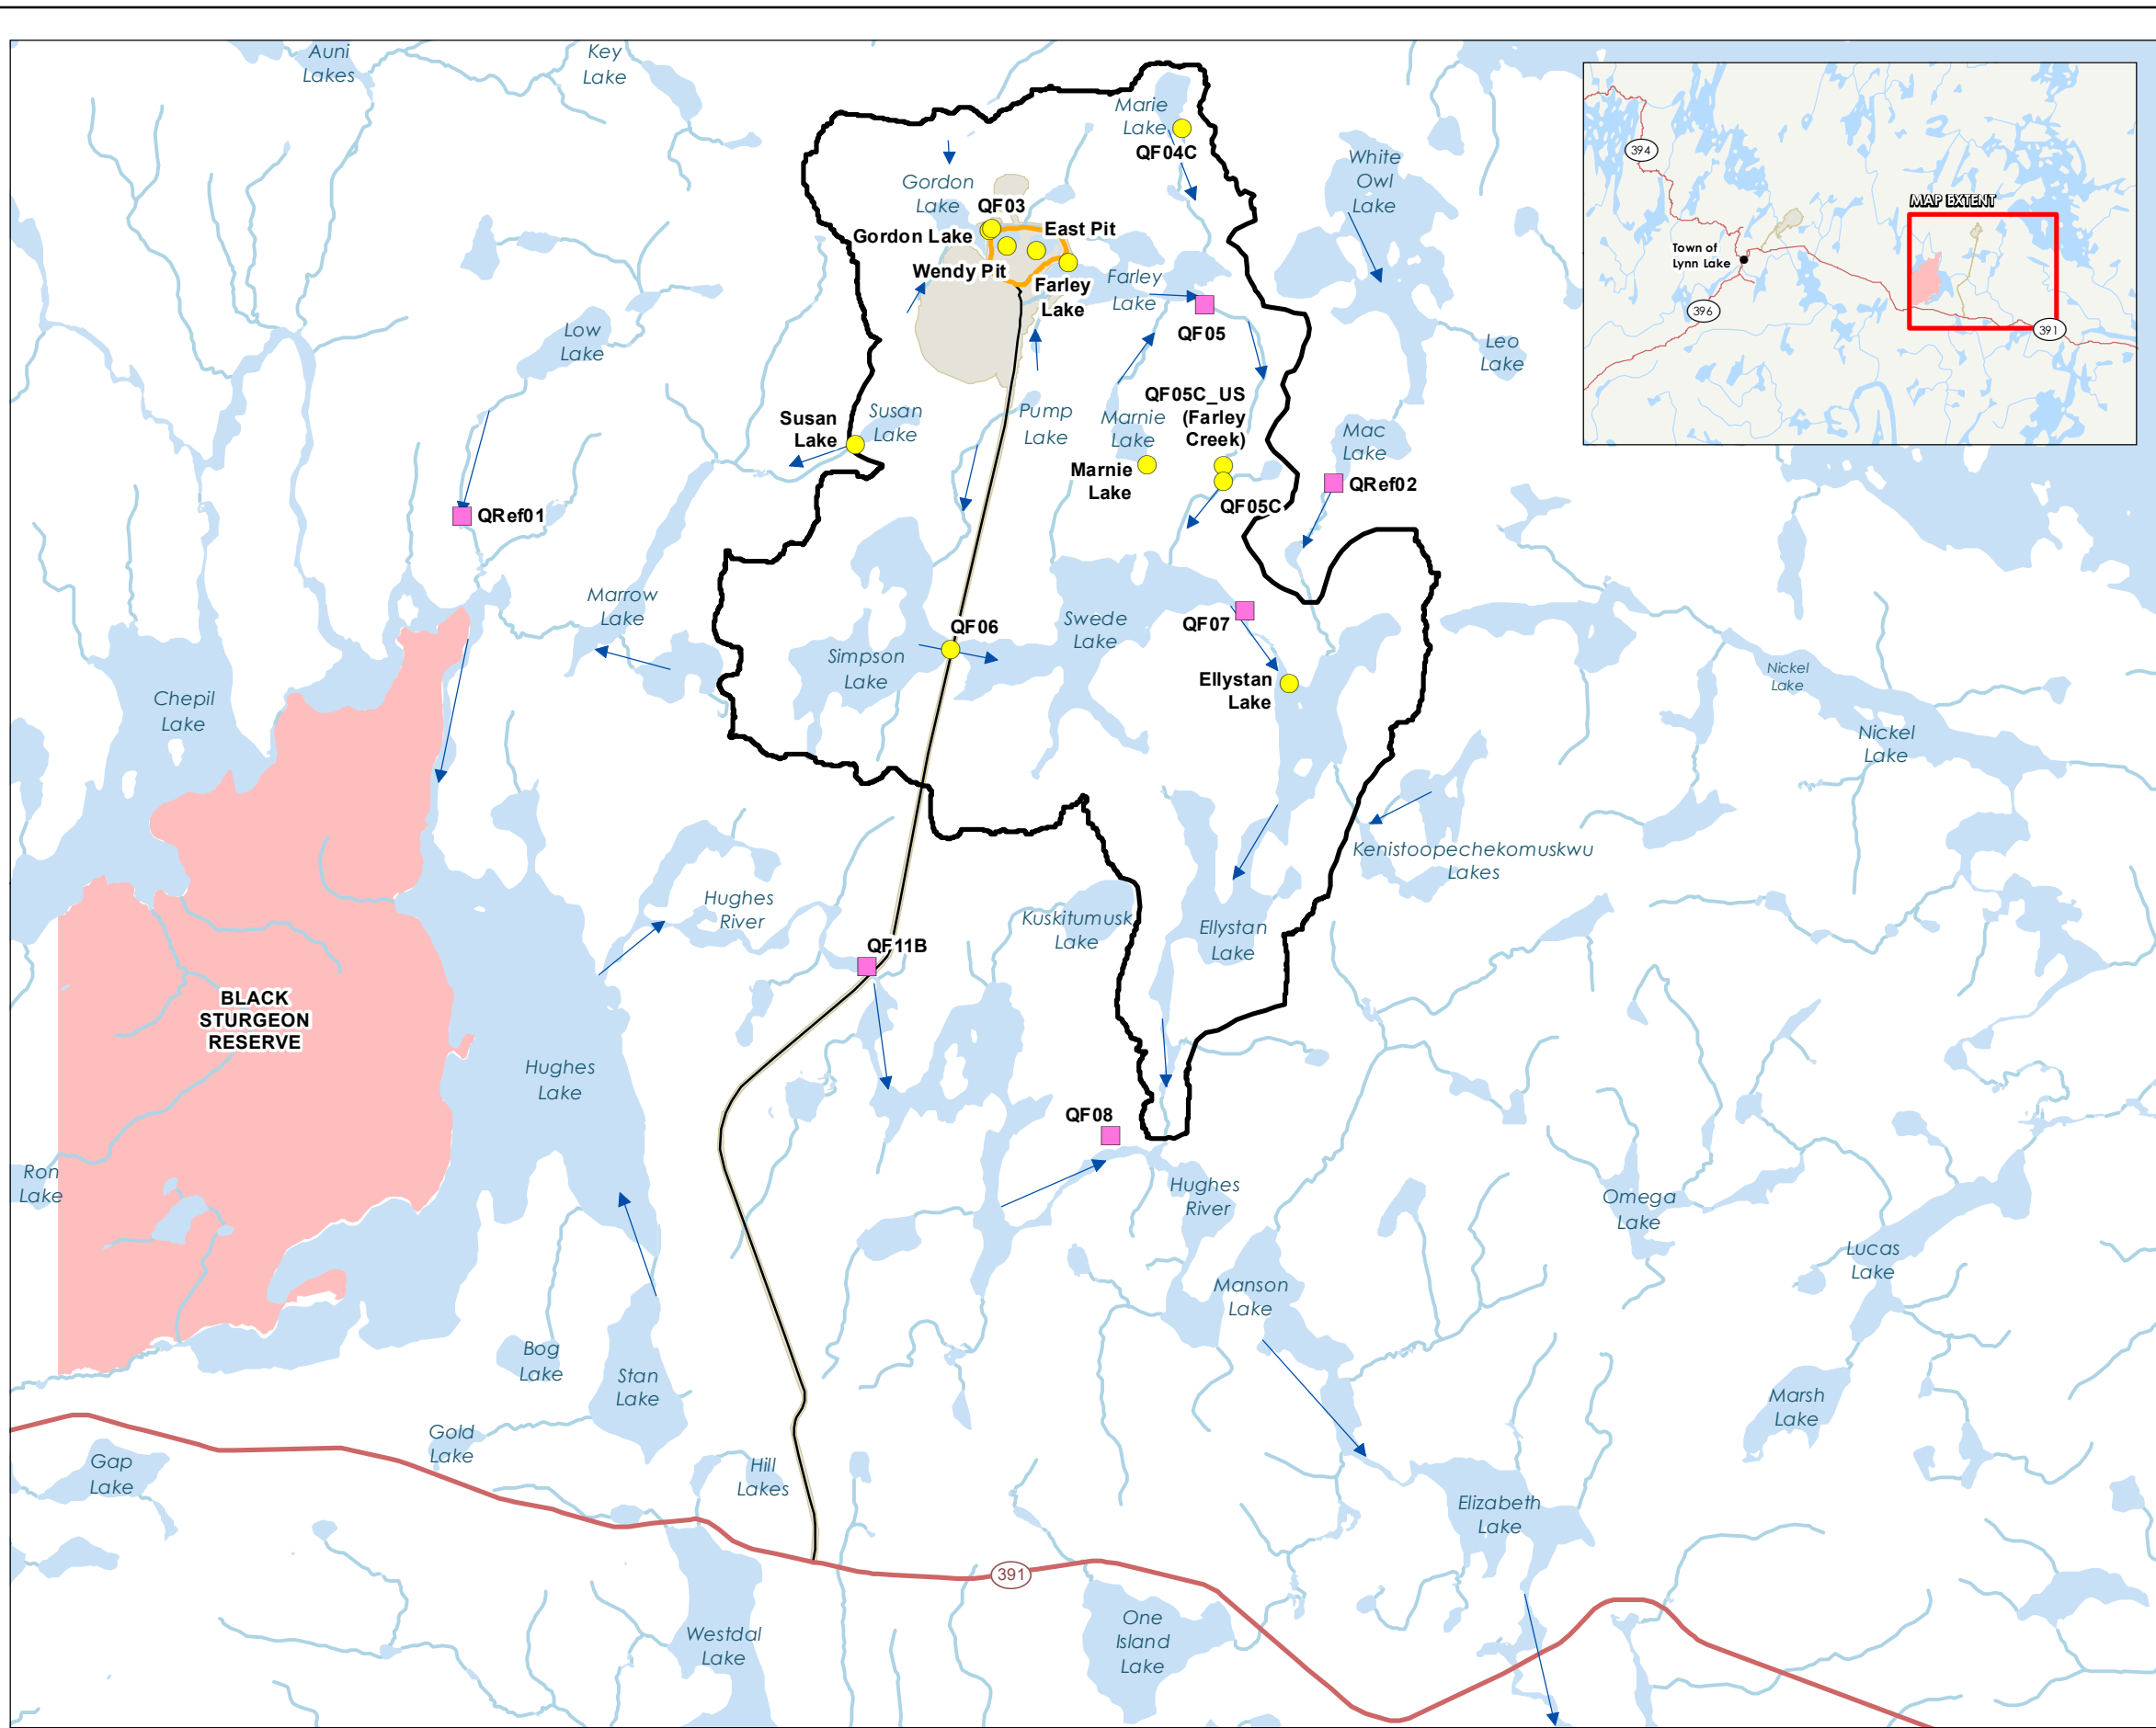 Auni
Lakes
Key
Lake
Marie
Lake
QF04C
White
Owl
Lake
Gordon
Lake
QF03
Gordon Lake
East Pit
Wendy Pit
Farley
Lake
Farley
Lake
QF05
Low
Lake
Leo
Lake
Susan
Lake
Susan
Lake
Pump
Lake
Marnie
Lake
QF05C_US
(Farley
Creek)
Mac
Lake
Marnie
Lake
QRef02
QF05C
QRef01
Marrow
Lake
QF06
Swede
Lake
QF07
Simpson
Lake
Ellystan
Lake
Chepil
Lake
Nickel
Lake
Nickel
Lake
Kenistoopechekomuskwu
Lakes
Hughes
River
Kuskitumusk
Lake
Ellystan
Lake
QF11B
BLACK
STURGEON
RESERVE
Hughes
Lake
QF08
Ron
Lake
Hughes
River
Omega
Lake
Lucas
Lake
Manson
Lake
Bog
Lake
Stan
Lake
Marsh
Lake
Gold
Lake
Gap
Lake
Hill
Lakes
Elizabeth
Lake
391
One
Island
Lake
Westdal
Lake
394
MAP EXTENT
Town of
Lynn Lake
396
391